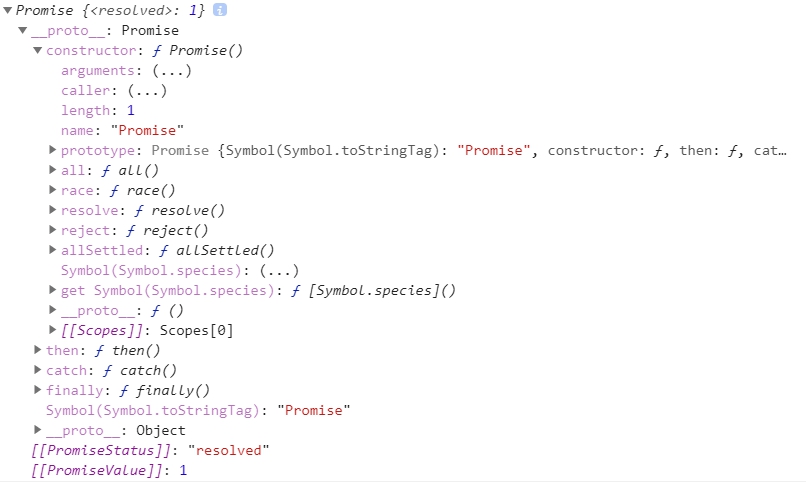 Promise {<resolved>: 1} i
__proto__: Promise
constructor: ƒ Promise()
arguments: (...)
caller: (...)
length: 1
name: "Promise"
prototype: Promise {Symbol(Symbol.toStringTag): "Promise", constructor: ƒ, then: ƒ, cat…
all: ƒ all()
race: ƒ race()
resolve: ƒ resolve()
reject: ƒ reject()
allSettled: ƒ allSettled()
Symbol(Symbol.species): (...)
get Symbol(Symbol.species): ƒ [Symbol.species]()
__proto__: ƒ ()
[[Scopes]]: Scopes[0]
then: ƒ then()
catch: ƒ catch()
finally: ƒ finally()
Symbol(Symbol.toStringTag): "Promise"
__proto__: Object
[[PromiseStatus]]: "resolved"
[[PromiseValue]]: 1